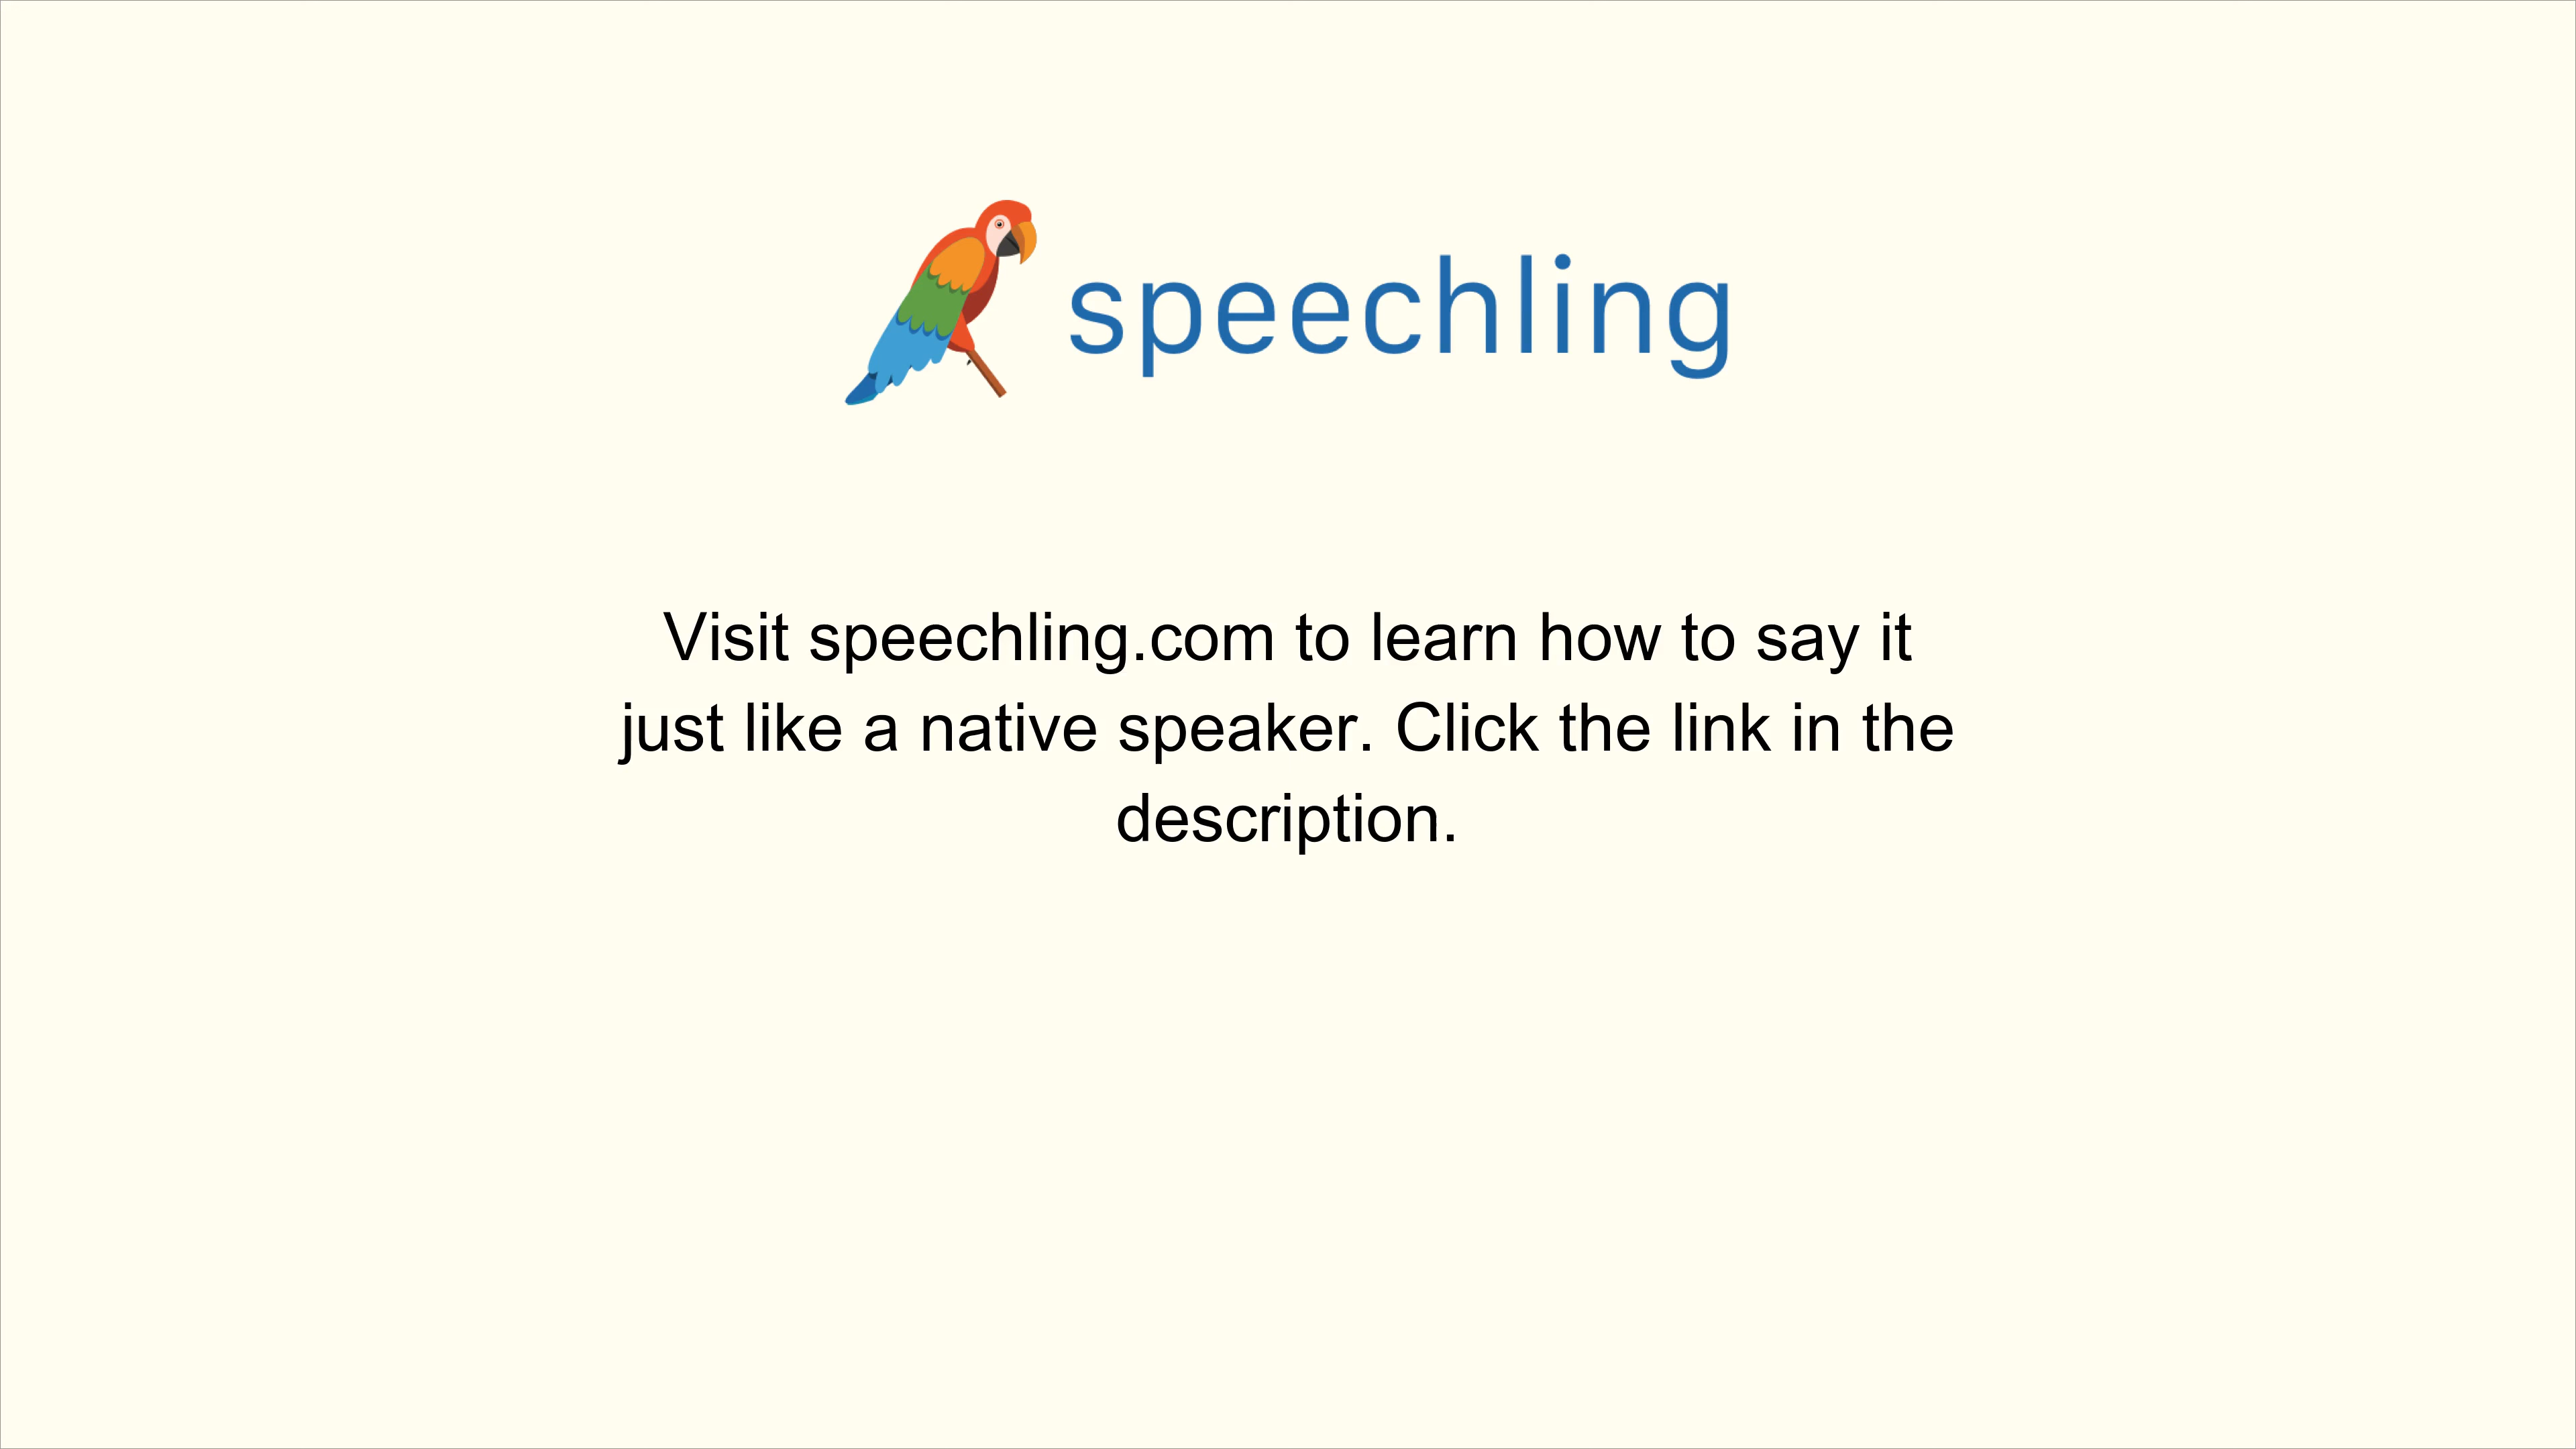 speechling
Visit speechling.com to learn how to say it
just like a native speaker. Click the link in the
description.